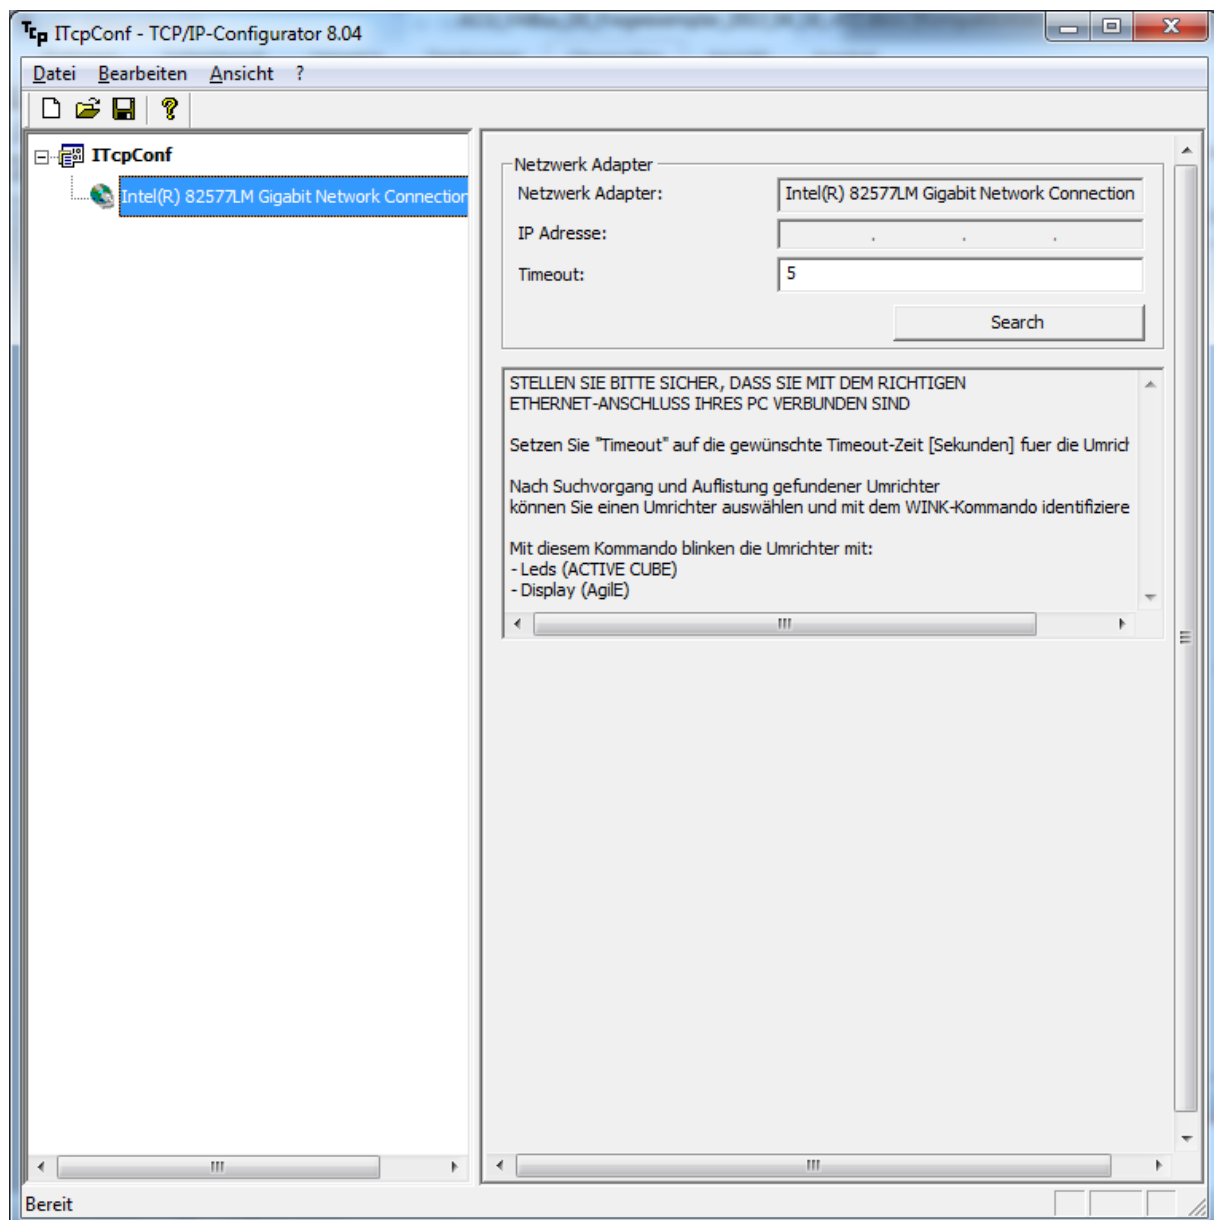 Tcp ITcpConf - TCP/IP-Configurator 8.04
Datei Bearbeiten Ansicht ?
ITcpConf
Intel(R) 82577LM Gigabit Network Connection
Netzwerk Adapter
Netzwerk Adapter: Intel(R) 82577LM Gigabit Network Connection
IP Adresse: . . .
Timeout: 5
Search
STELLEN SIE BITTE SICHER, DASS SIE MIT DEM RICHTIGEN
ETHERNET-ANSCHLUSS IHRES PC VERBUNDEN SIND
Setzen Sie "Timeout" auf die gewünschte Timeout-Zeit [Sekunden] fuer die Umrich
Nach Suchvorgang und Auflistung gefundener Umrichter
können Sie einen Umrichter auswählen und mit dem WINK-Kommando identifiziere
Mit diesem Kommando blinken die Umrichter mit:
- Leds (ACTIVE CUBE)
- Display (AgilE)
Bereit